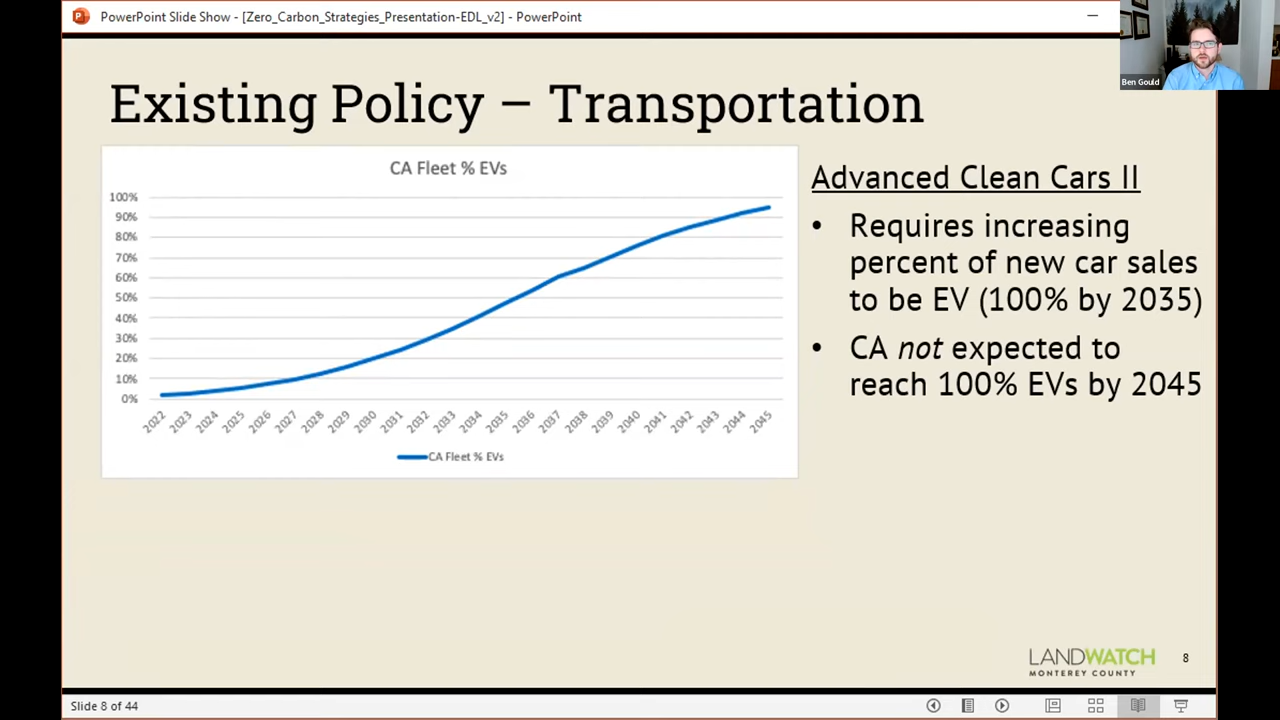 PowerPoint Slide Show - [Zero_Carbon_Strategies_Presentation-EDL_v2] - PowerPoint
Ben Gould
Existing Policy – Transportation
CA Fleet % EVs
100%
90%
80%
70%
60%
50%
40%
30%
20%
10%
0%
2022 2023 2024 2025 2026 2027 2028 2029 2030 2031 2032 2033 2034 2035 2036 2037 2038 2039 2040 2041 2042 2043 2044 2045
CA Fleet % EVs
Advanced Clean Cars II
• Requires increasing
percent of new car sales
to be EV (100% by 2035)
• CA not expected to
reach 100% EVs by 2045
LANDWATCH
MONTEREY COUNTY
8
Slide 8 of 44